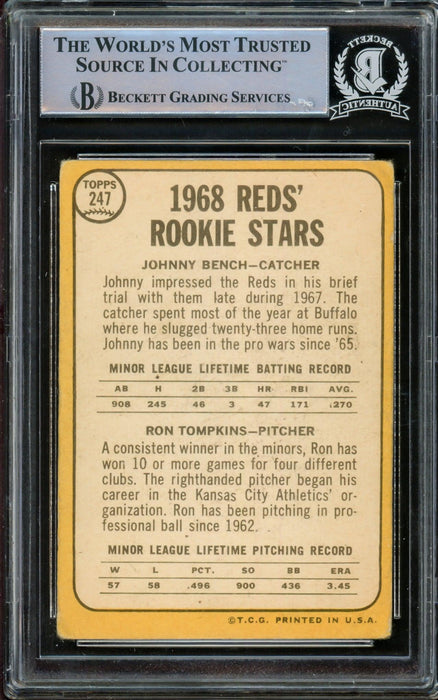 THE WORLD'S MOST TRUSTED
SOURCE IN COLLECTING™
B BECKETT GRADING SERVICES
BECKETT
B
AUTHENTIC
TOPPS
247
1968 REDS'
ROOKIE STARS
JOHNNY BENCH—CATCHER
Johnny impressed the Reds in his brief
trial with them late during 1967. The
catcher spent most of the year at Buffalo
where he slugged twenty-three home runs.
Johnny has been in the pro wars since '65.
MINOR LEAGUE LIFETIME BATTING RECORD
AB H 2B 3B HR RBI AVG.
908 245 46 3 47 171 .270
RON TOMPKINS—PITCHER
A consistent winner in the minors, Ron has
won 10 or more games for four different
clubs. The righthanded pitcher began his
career in the Kansas City Athletics' or-
ganization. Ron has been pitching in pro-
fessional ball since 1962.
MINOR LEAGUE LIFETIME PITCHING RECORD
W L PCT. SO BB ERA
57 58 .496 900 436 3.45
©T.C.G. PRINTED IN U.S.A.